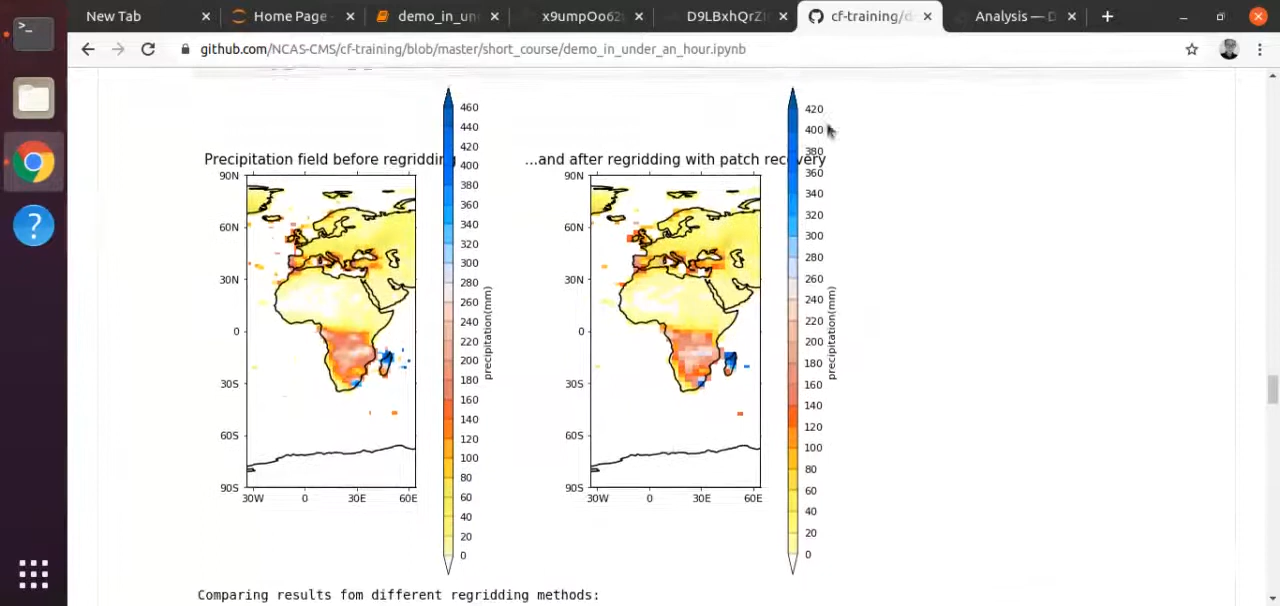 New Tab
Home Page
demo_in_un
x9umpOo62
D9LBxhQrZ
cf-training/d
Analysis — D
github.com/NCAS-CMS/cf-training/blob/master/short_course/demo_in_under_an_hour.ipynb
Precipitation field before regridding
90N
60N
30N
0
30S
60S
90S
30W
0
30E
60E
460
440
420
400
380
360
340
320
300
280
260
240
220
200
180
160
140
120
100
80
60
40
20
0
precipitation(mm)
...and after regridding with patch recovery
90N
60N
30N
0
30S
60S
90S
30W
0
30E
60E
420
400
380
360
340
320
300
280
260
240
220
200
180
160
140
120
100
80
60
40
20
0
precipitation(mm)
Comparing results fom different regridding methods: